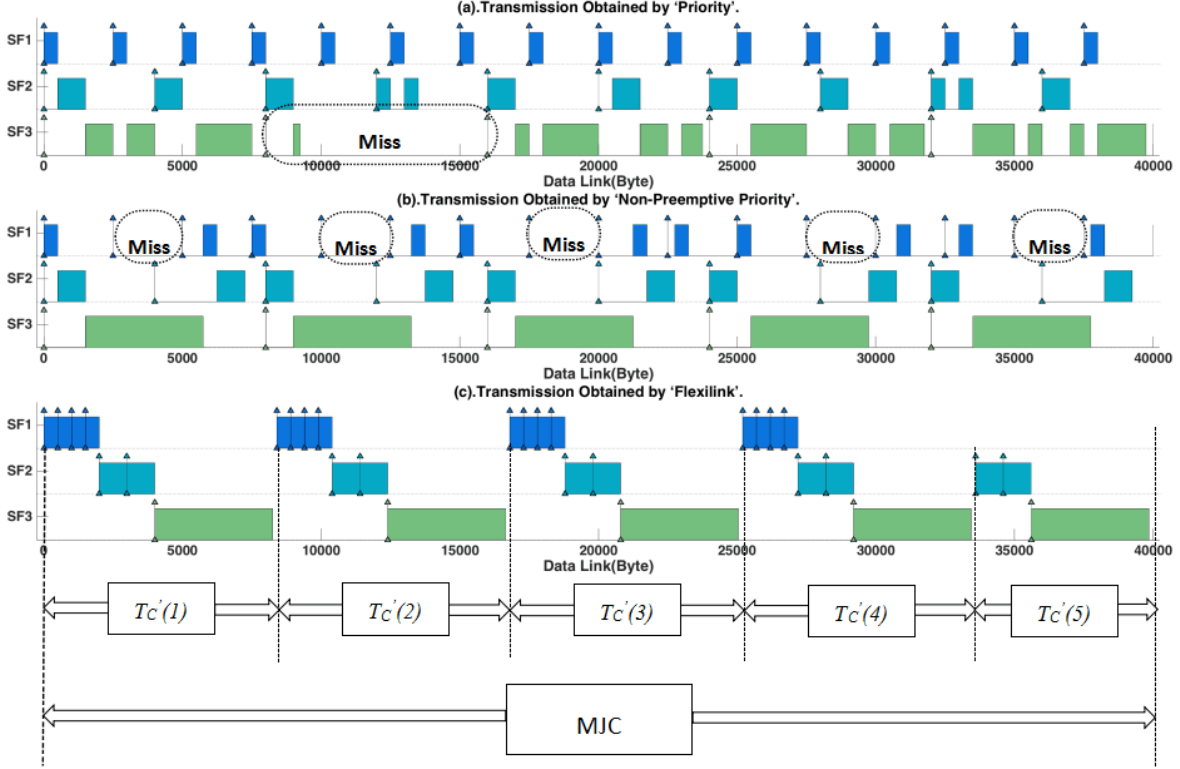 (a).Transmission Obtained by 'Priority'.
SF1
SF2
SF3
Miss
0 5000 10000 15000 20000 25000 30000 35000 40000
Data Link(Byte)
(b).Transmission Obtained by 'Non-Preemptive Priority'.
SF1
Miss Miss Miss Miss Miss
SF2
SF3
0 5000 10000 15000 20000 25000 30000 35000 40000
Data Link(Byte)
(c).Transmission Obtained by 'Flexilink'.
SF1
SF2
SF3
0 5000 10000 15000 20000 25000 30000 35000 40000
Data Link(Byte)
TC'(1) TC'(2) TC'(3) TC'(4) TC'(5)
MJC